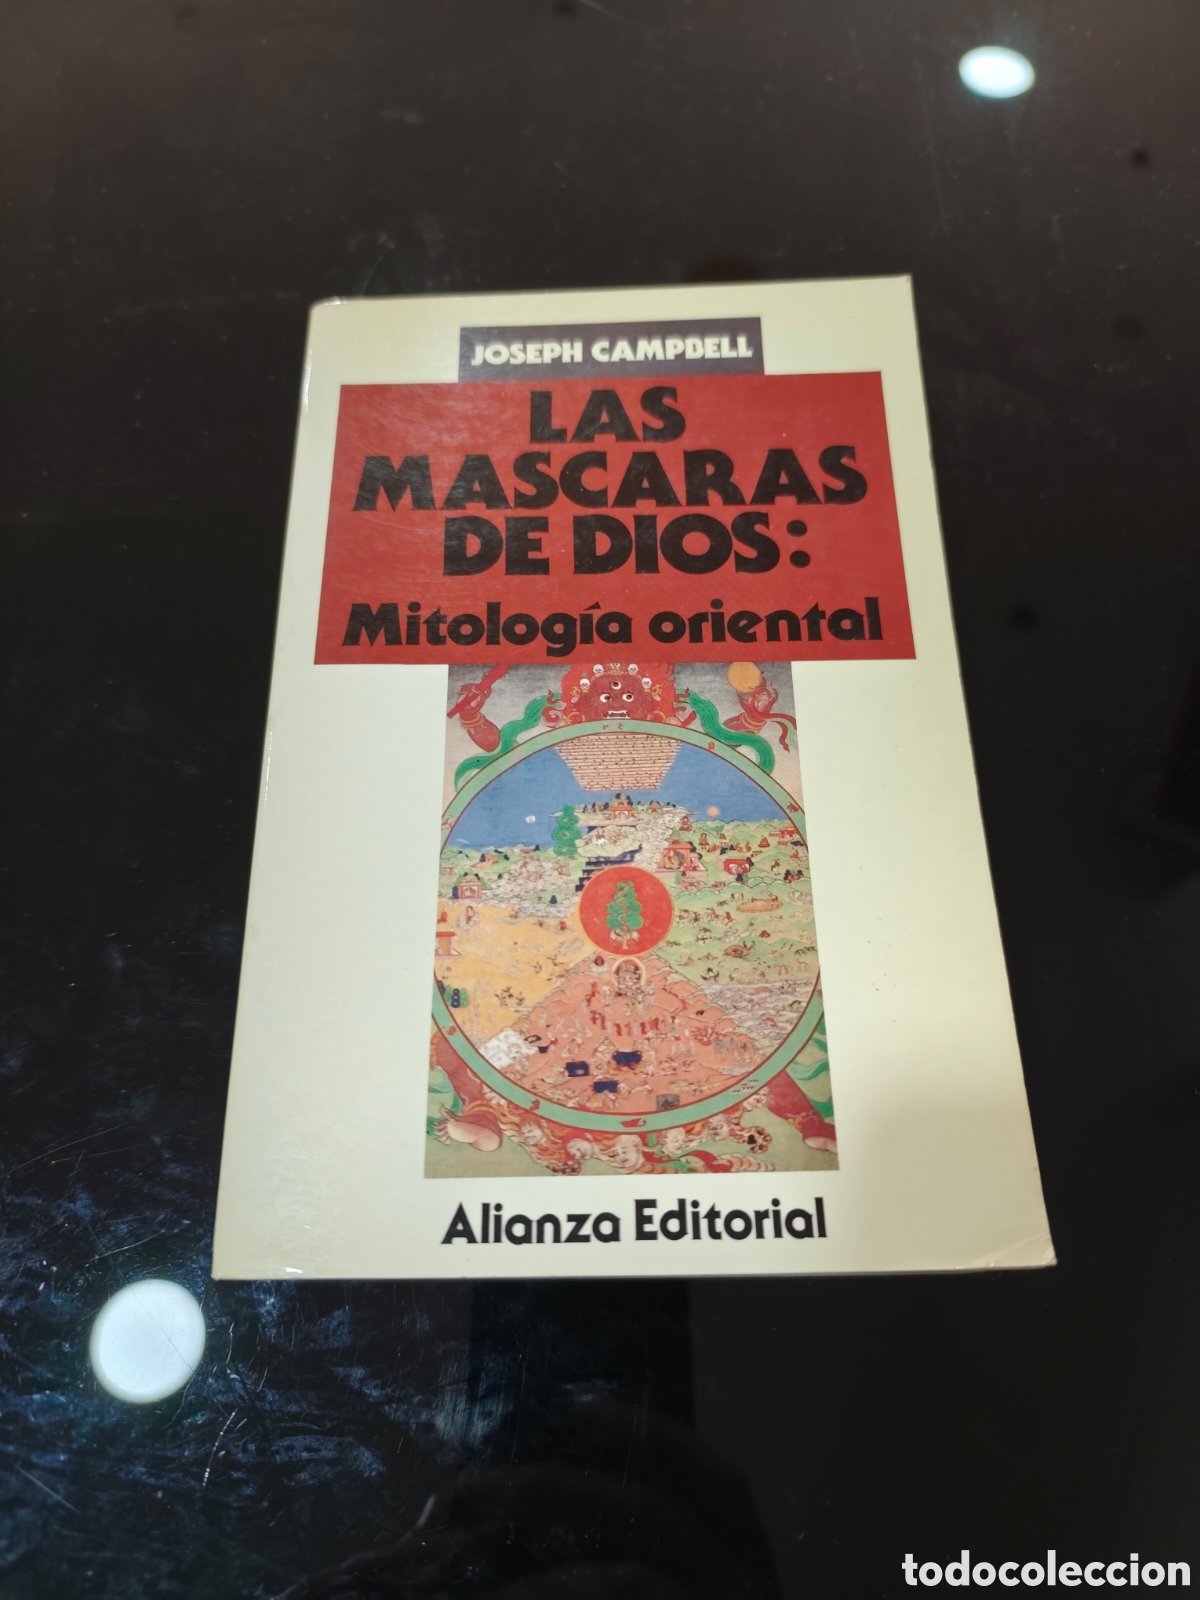 JOSEPH CAMPBELL
LAS
MASCARAS
DE DIOS:
Mitología oriental
Alianza Editorial
todocoleccion